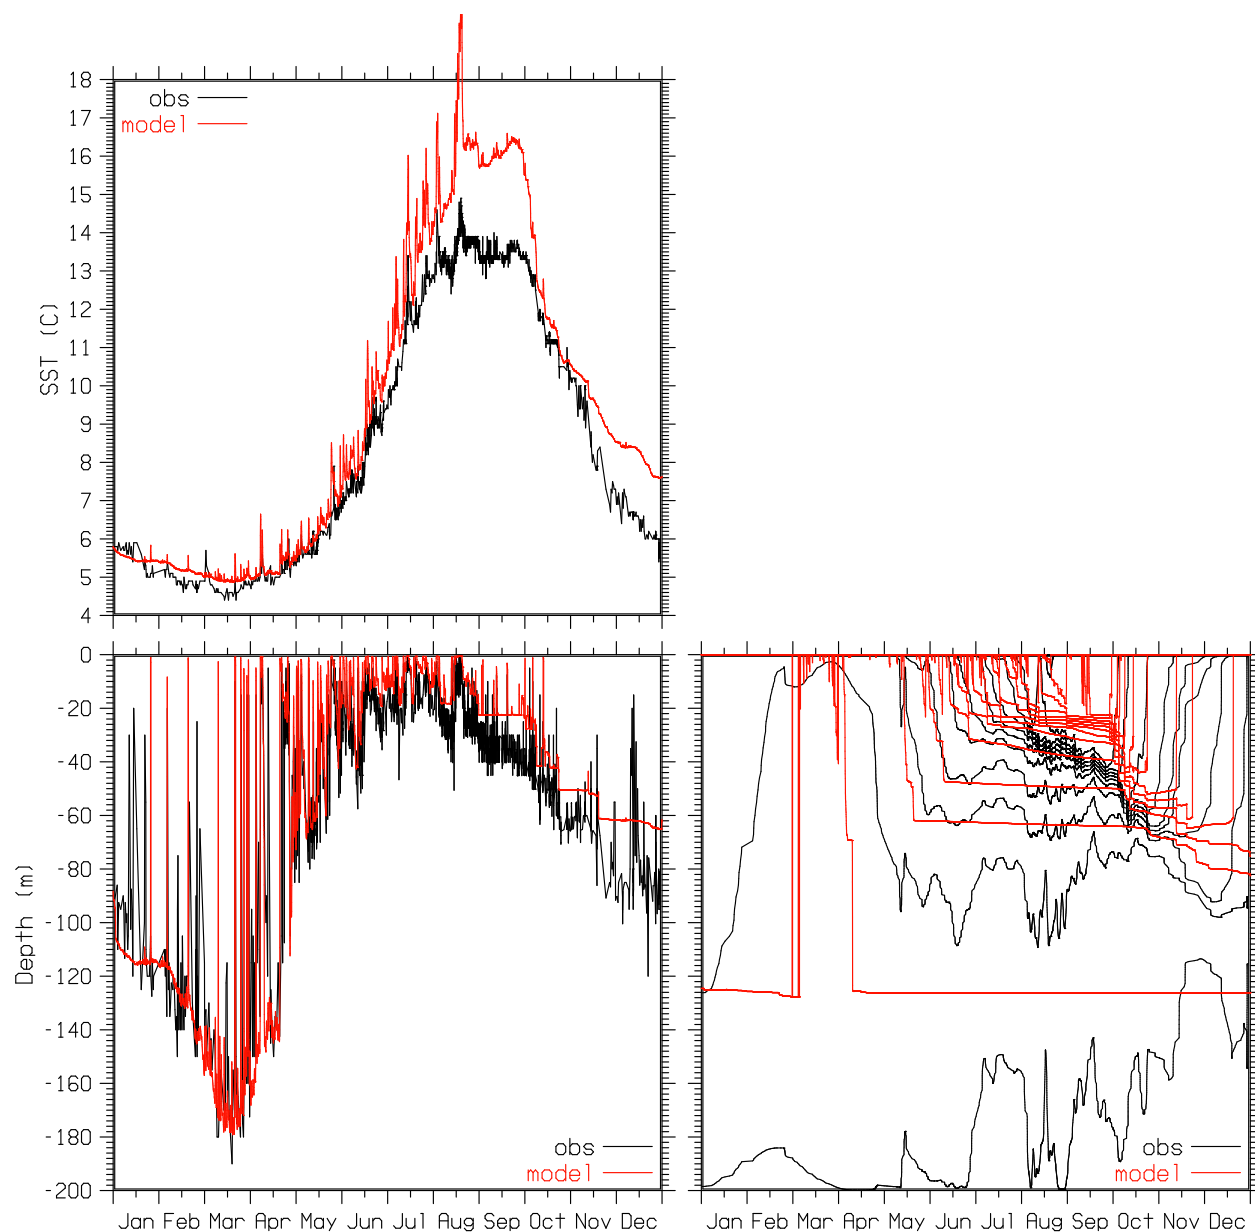 18
17
16
15
14
13
12
11
10
9
8
7
6
5
4
SST (C)
obs
model
0
-20
-40
-60
-80
-100
-120
-140
-160
-180
-200
Depth (m)
obs
model
Jan Feb Mar Apr May Jun Jul Aug Sep Oct Nov Dec
obs
model
Jan Feb Mar Apr May Jun Jul Aug Sep Oct Nov Dec